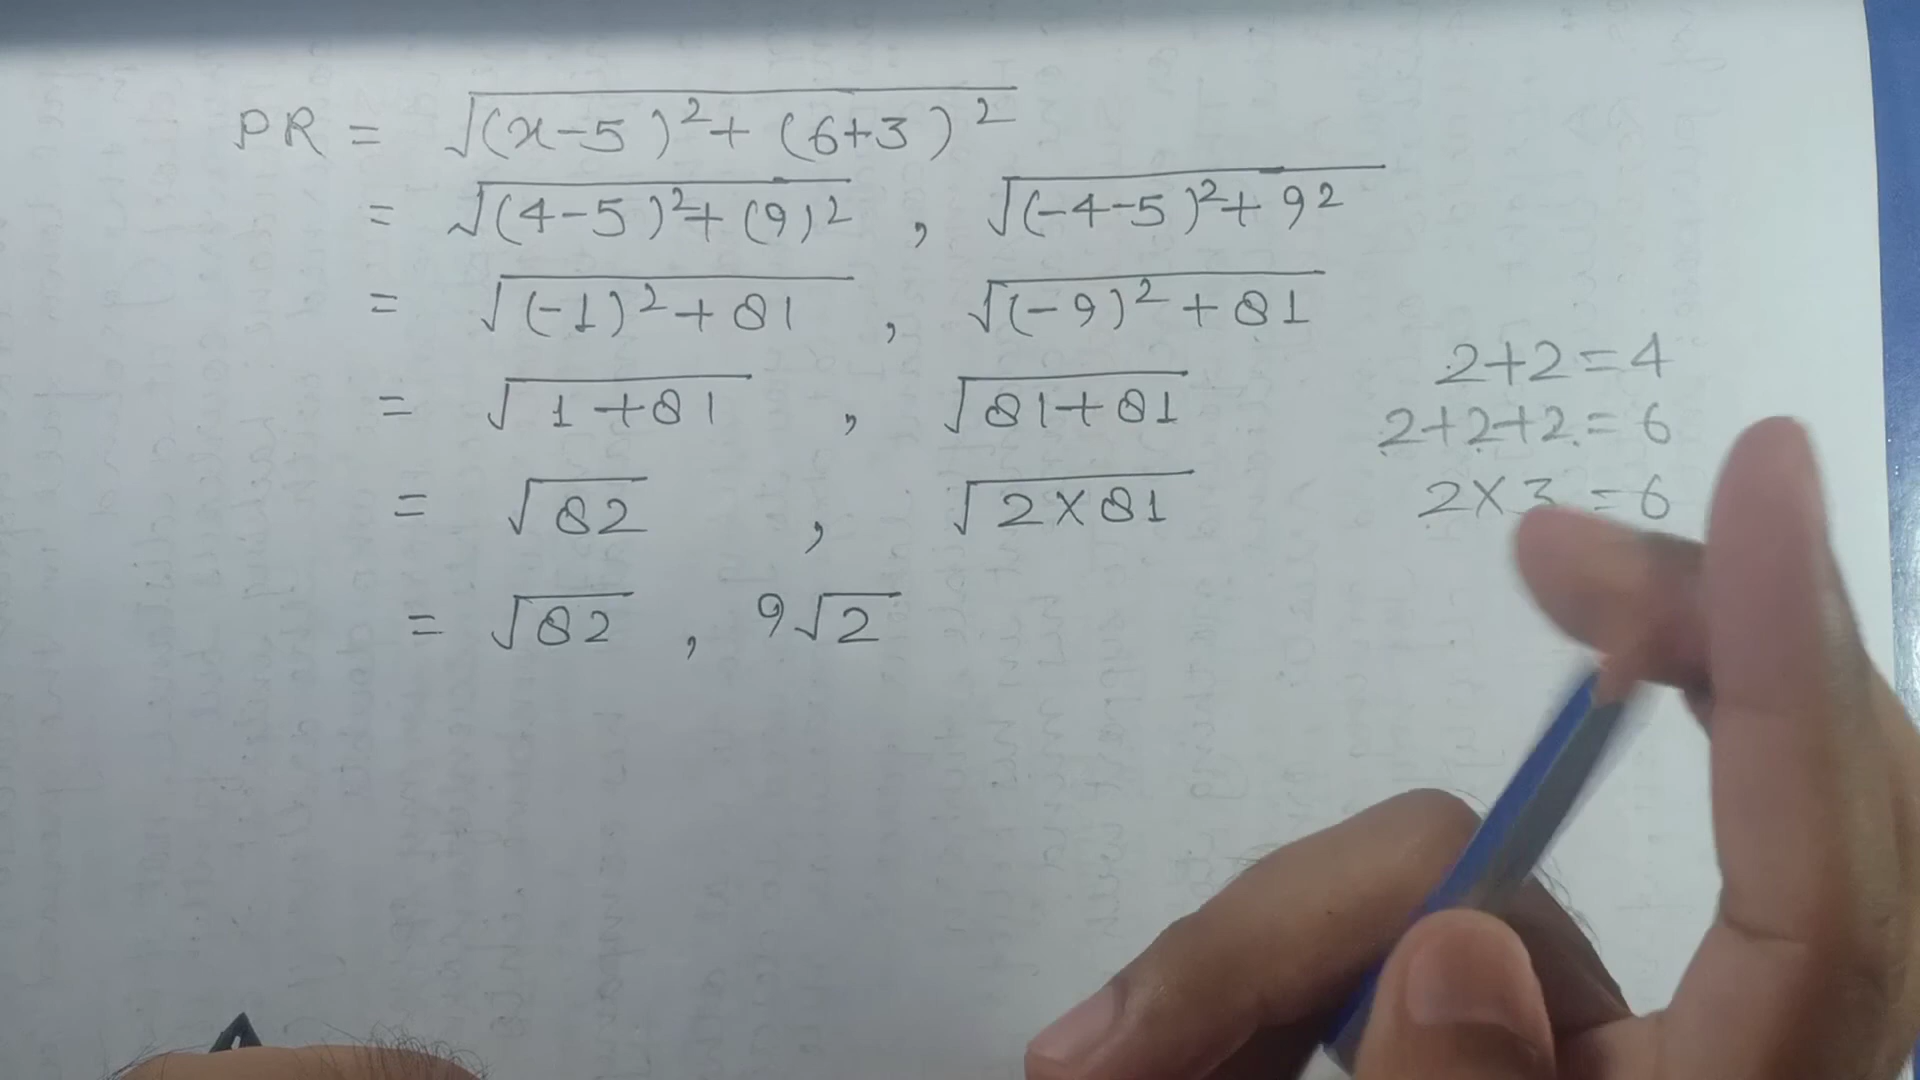 PR = √(x-5)²+(6+3)²
= √(4-5)²+(9)² , √(-4-5)²+9²
= √(-1)²+81 , √(-9)²+81
= √1+81 , √81+81
= √82 , √2×81
= √82 , 9√2
2+2=4
2+2+2=6
2×3=6